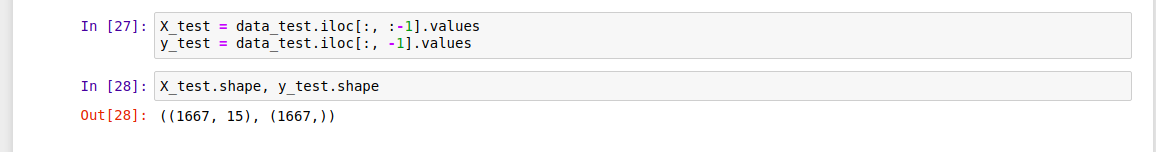 In [27]: X_test = data_test.iloc[:, :-1].values
y_test = data_test.iloc[:, -1].values
In [28]: X_test.shape, y_test.shape
Out[28]: ((1667, 15), (1667,))